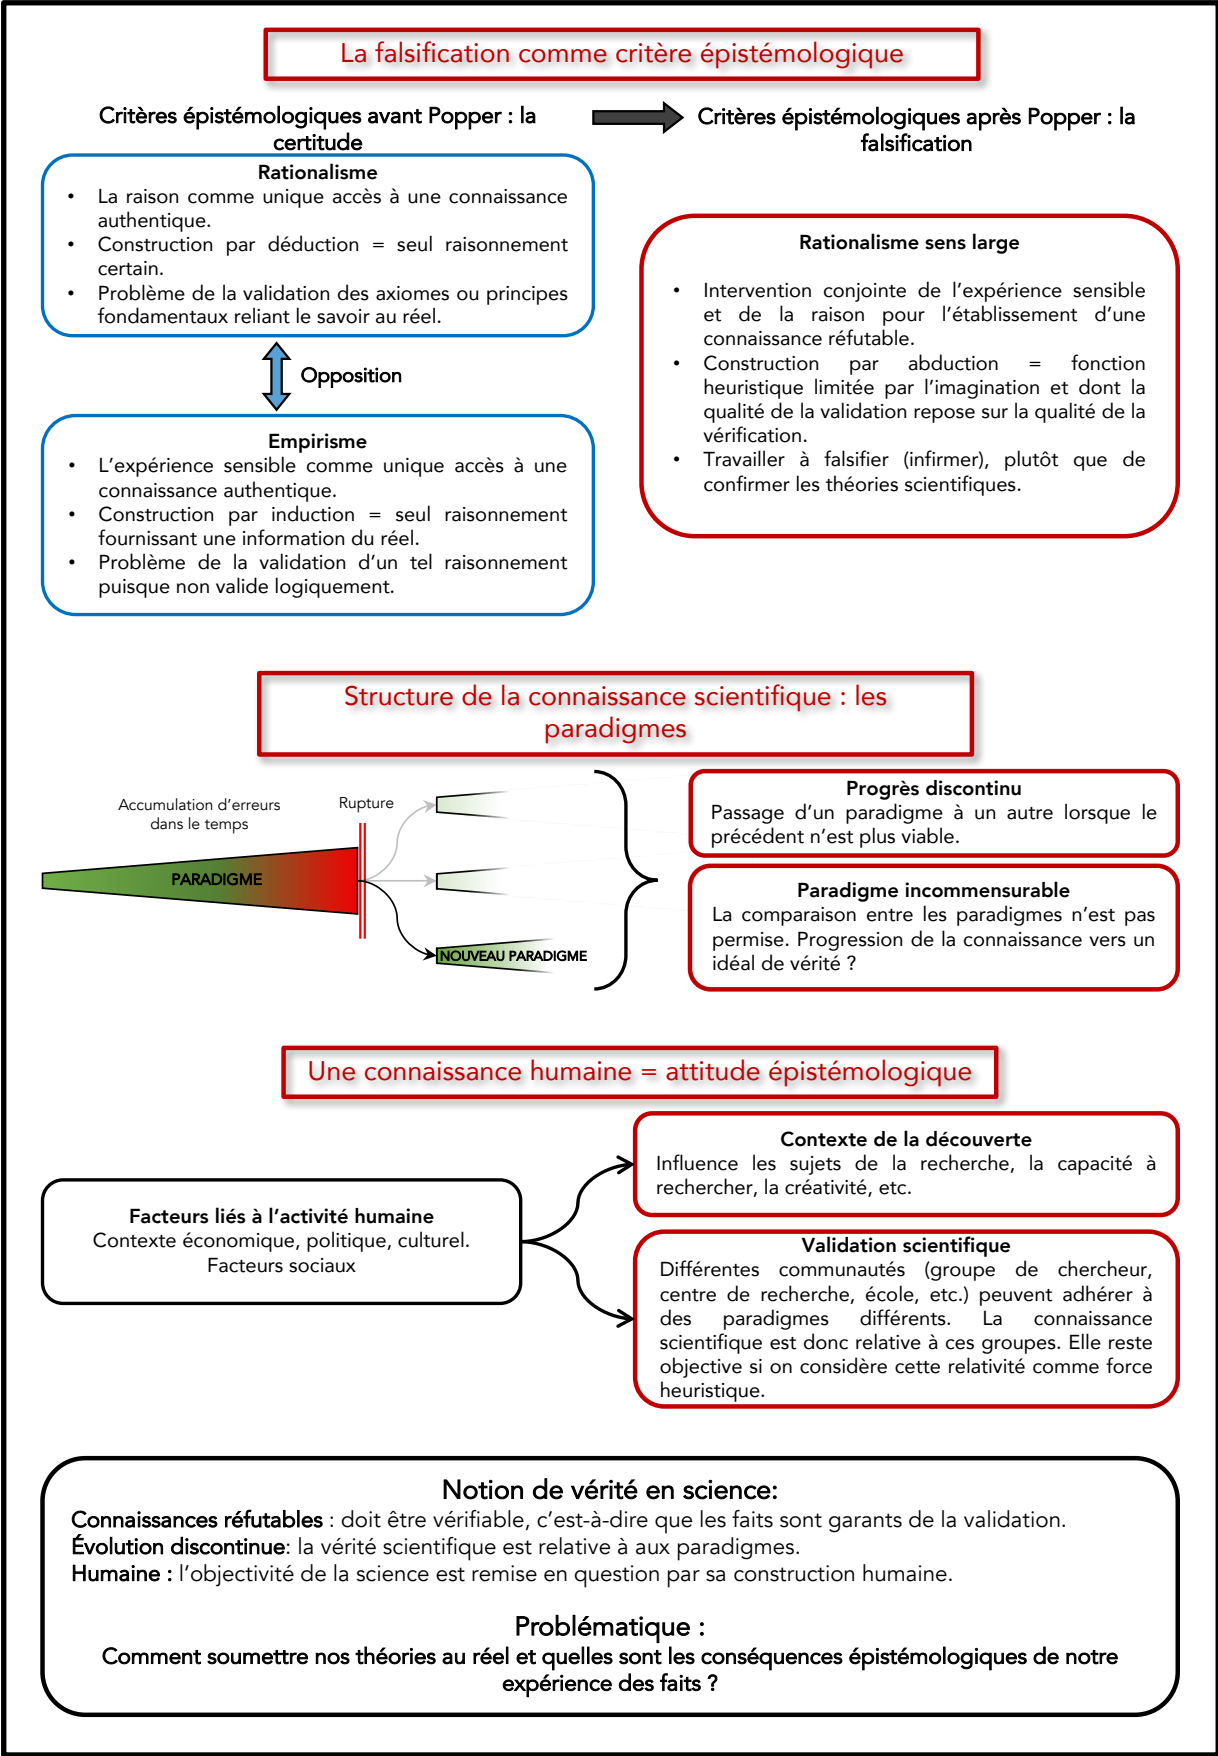 La falsification comme critère épistémologique
Critères épistémologiques avant Popper : la
certitude
Critères épistémologiques après Popper : la
falsification
Rationalisme
• La raison comme unique accès à une connaissance
authentique.
• Construction par déduction = seul raisonnement
certain.
• Problème de la validation des axiomes ou principes
fondamentaux reliant le savoir au réel.
Opposition
Empirisme
• L’expérience sensible comme unique accès à une
connaissance authentique.
• Construction par induction = seul raisonnement
fournissant une information du réel.
• Problème de la validation d’un tel raisonnement
puisque non valide logiquement.
Rationalisme sens large
• Intervention conjointe de l’expérience sensible
et de la raison pour l’établissement d’une
connaissance réfutable.
• Construction par abduction = fonction
heuristique limitée par l’imagination et dont la
qualité de la validation repose sur la qualité de la
vérification.
• Travailler à falsifier (infirmer), plutôt que de
confirmer les théories scientifiques.
Structure de la connaissance scientifique : les
paradigmes
Accumulation d’erreurs
dans le temps
Rupture
PARADIGME
NOUVEAU PARADIGME
Progrès discontinu
Passage d’un paradigme à un autre lorsque le
précédent n’est plus viable.
Paradigme incommensurable
La comparaison entre les paradigmes n’est pas
permise. Progression de la connaissance vers un
idéal de vérité ?
Une connaissance humaine = attitude épistémologique
Facteurs liés à l’activité humaine
Contexte économique, politique, culturel.
Facteurs sociaux
Contexte de la découverte
Influence les sujets de la recherche, la capacité à
rechercher, la créativité, etc.
Validation scientifique
Différentes communautés (groupe de chercheur,
centre de recherche, école, etc.) peuvent adhérer à
des paradigmes différents. La connaissance
scientifique est donc relative à ces groupes. Elle reste
objective si on considère cette relativité comme force
heuristique.
Notion de vérité en science:
Connaissances réfutables : doit être vérifiable, c’est-à-dire que les faits sont garants de la validation.
Évolution discontinue: la vérité scientifique est relative à aux paradigmes.
Humaine : l’objectivité de la science est remise en question par sa construction humaine.
Problématique :
Comment soumettre nos théories au réel et quelles sont les conséquences épistémologiques de notre
expérience des faits ?